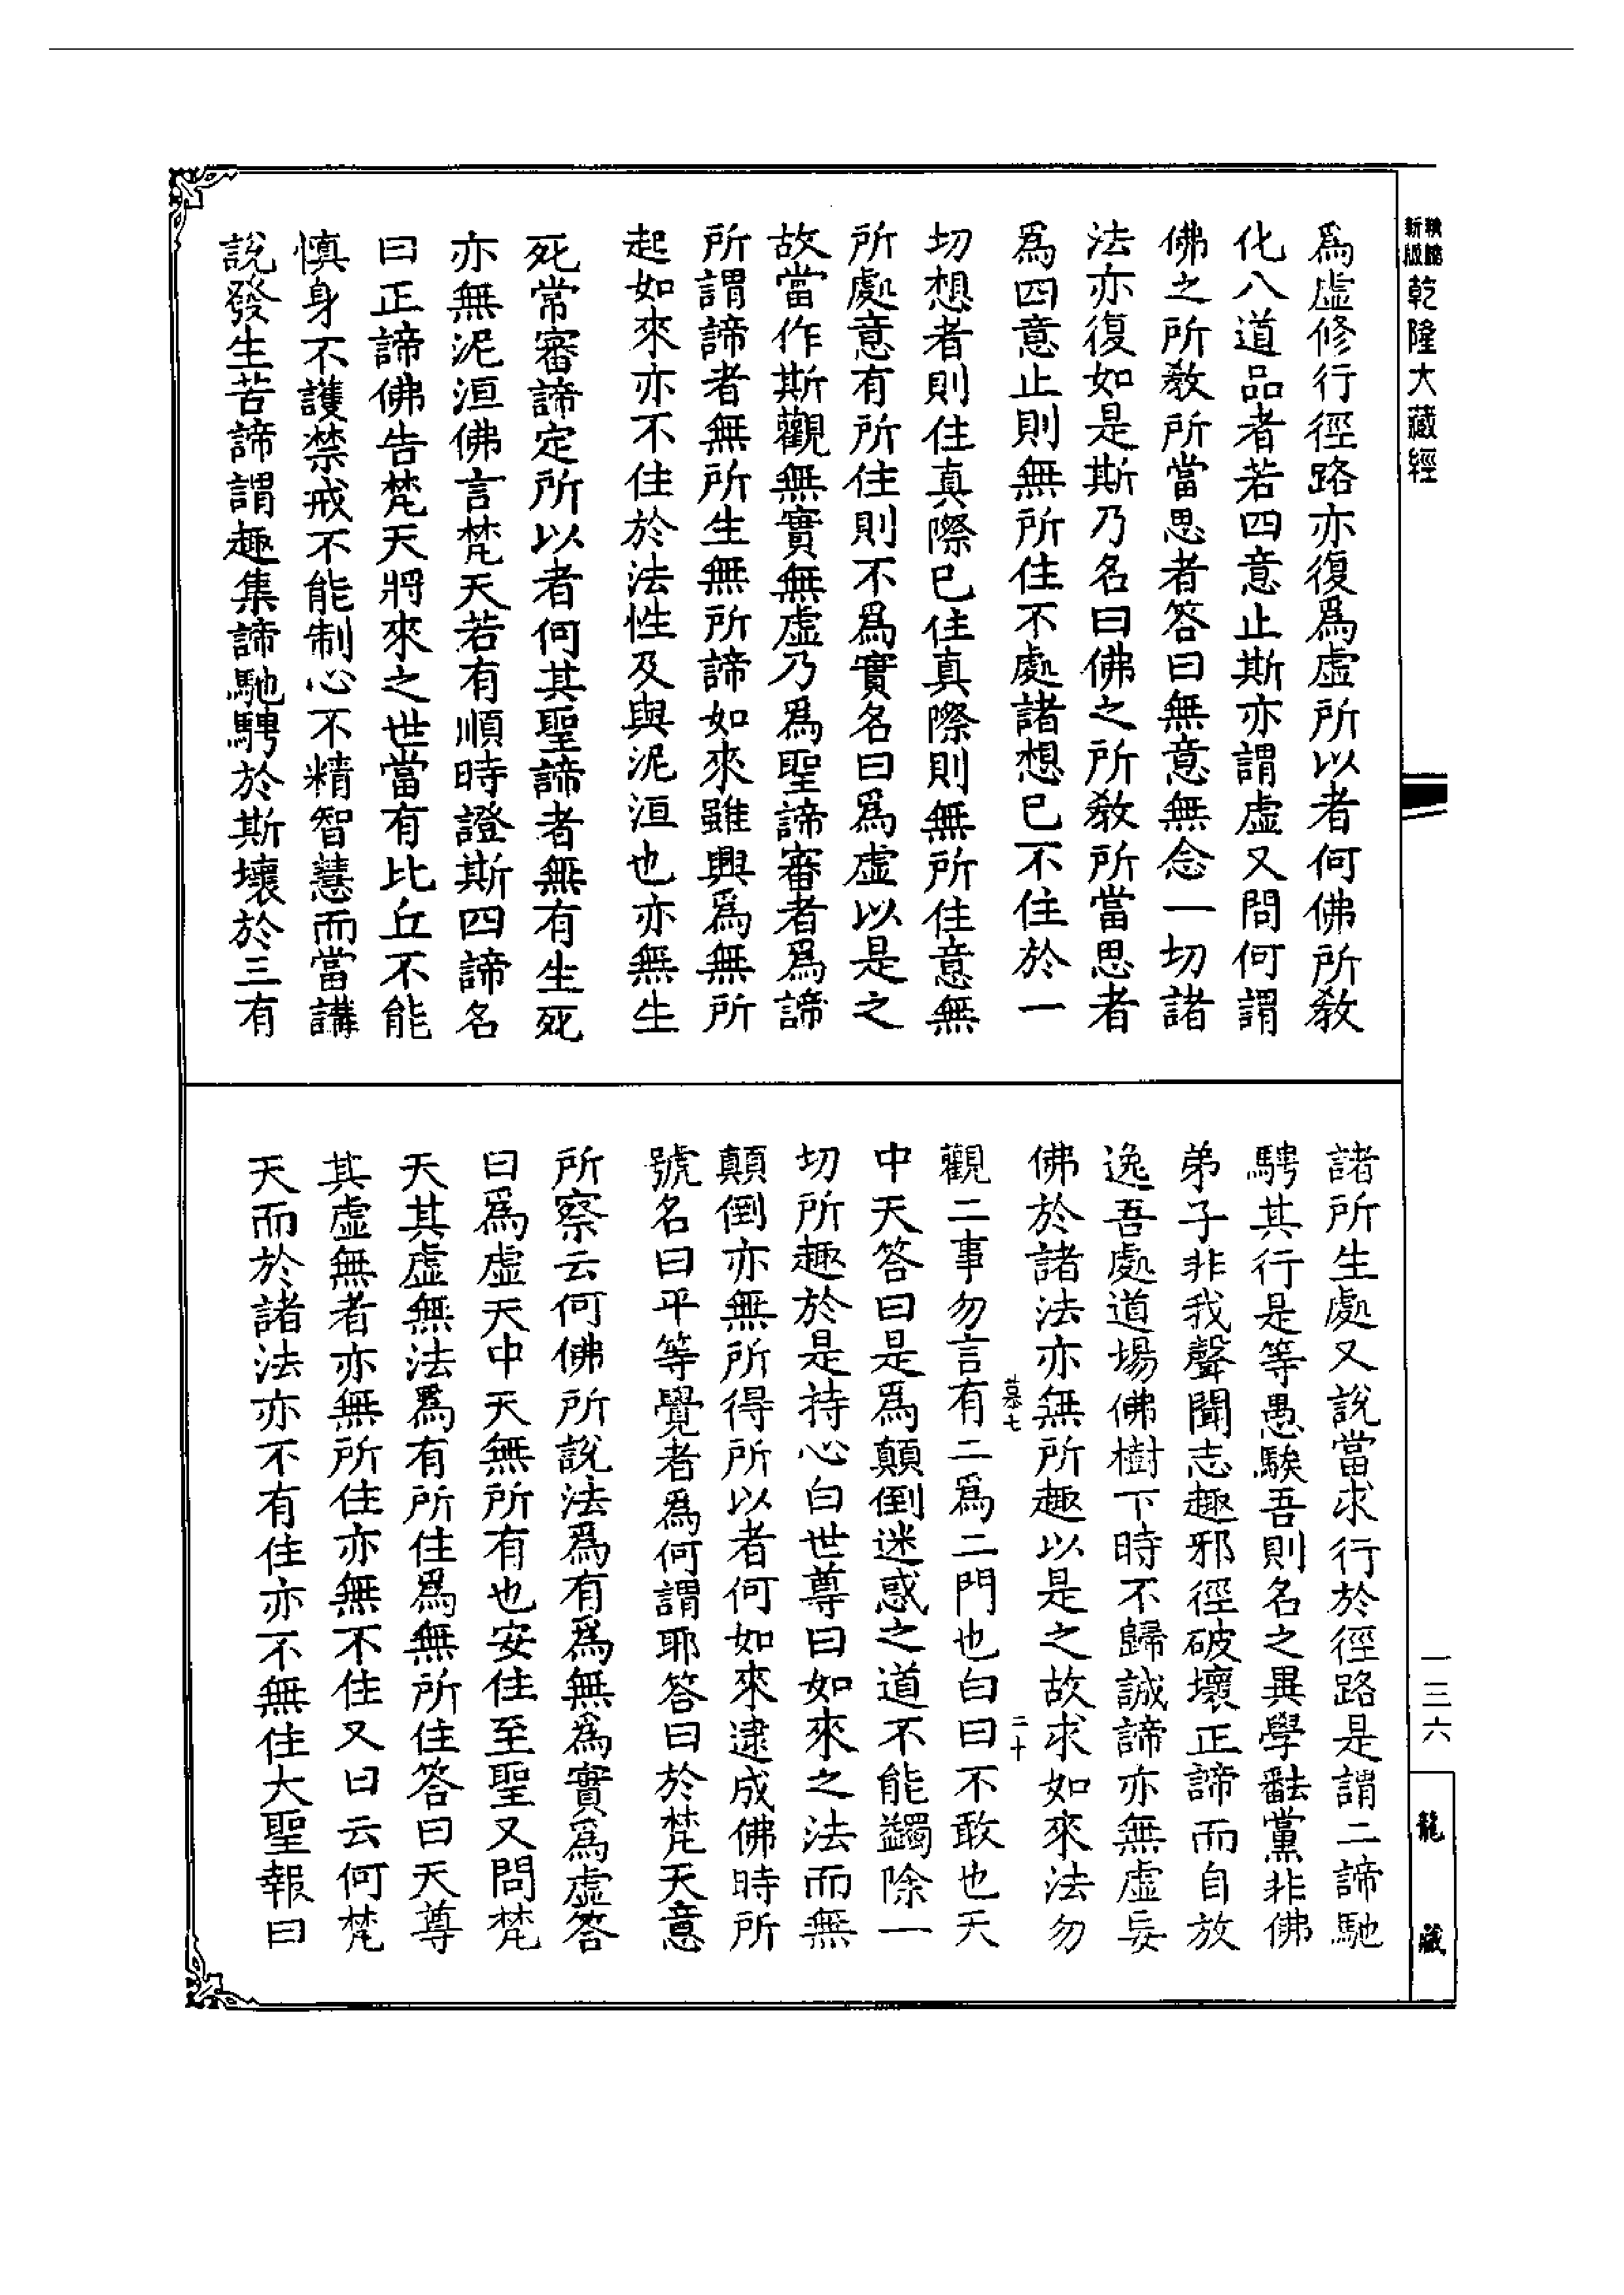 新版
乾隆大藏經
爲虛修行徑路亦復爲虛所以者何佛所教
化八道品者若四意止斯亦謂虛又問何謂
佛之所教所當思者答曰無意無念一切諸
法亦復如是斯乃名曰佛之所教所當思者
爲四意止則無所住不處諸想已不住於一
切想者則住真際已住真際則無所住意無
所處意有所住則不爲實名曰爲虛以是之
故當作斯觀無實無虛乃爲聖諦審者爲諦
所謂諦者無所生無所諦如來雖興爲無所
起如來亦不住於法性及與泥洹也亦無生
死常審諦定所以者何其聖諦者無有生死
亦無泥洹佛言梵天若有順時證斯四諦名
曰正諦佛告梵天將來之世當有比丘不能
慎身不護禁戒不能制心不精智慧而當講
說發生苦諦謂趣集諦馳騁於斯壞於三有
諸所生處又說當求行於徑路是謂二諦馳
騁其行是等愚騃吾則名之異學黠黨非佛
弟子非我聲聞志趣邪徑破壞正諦而自放
逸吾處道場佛樹下時不歸誠諦亦無虛妄
佛於諸法亦無所趣以是之故求如來法勿
慕七
二十
觀二事勿言有二爲二門也白曰不敢也天
中天答曰是爲顛倒迷惑之道不能蠲除一
切所趣於是持心白世尊曰如來之法而無
顛倒亦無所得所以者何如來逮成佛時所
號名曰平等覺者爲何謂耶答曰於梵天意
所察云何佛所說法爲有爲無爲實爲虛答
曰爲虛天中天無所有也安住至聖又問梵
天其虛無法爲有所住爲無所住答曰天尊
其虛無者亦無所住亦無不住又曰云何梵
天而於諸法亦不有住亦不無住大聖報曰
一三六
龍藏